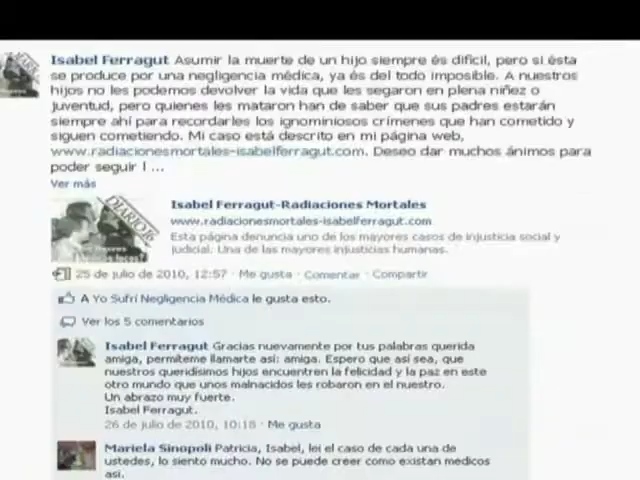 Isabel Ferragut Asumir la muerte de un hijo siempre és dificil, pero si ésta
se produce por una negligencia médica, ya és del todo imposible. A nuestros
hijos no les podemos devolver la vida que les segaron en plena niñez o
juventud, pero quienes les mataron han de saber que sus padres estarán
siempre ahí para recordarles los ignominiosos crímenes que han cometido y
siguen cometiendo. Mi caso está descrito en mi página web,
www.radiacionesmortales-isabelferragut.com. Deseo dar muchos ánimos para
poder seguir l ...
Ver más
Isabel Ferragut-Radiaciones Mortales
www.radiacionesmortales-isabelferragut.com
Esta página denuncia uno de los mayores casos de injusticia social y
judicial. Una de las mayores injusticias humanas.
DIARIO
25 de julio de 2010, 12:57 · Me gusta · Comentar · Compartir
A Yo Sufrí Negligencia Médica le gusta esto.
Ver los 5 comentarios
Isabel Ferragut Gracias nuevamente por tus palabras querida
amiga, permíteme llamarte así: amiga. Espero que así sea, que
nuestros queridísimos hijos encuentren la felicidad y la paz en este
otro mundo que unos malnacidos les robaron en el nuestro.
Un abrazo muy fuerte.
Isabel Ferragut.
26 de julio de 2010, 10:18 · Me gusta
Mariela Sinopoli Patricia, Isabel, lei el caso de cada una de
ustedes, lo siento mucho. No se puede creer como existan medicos
asi.